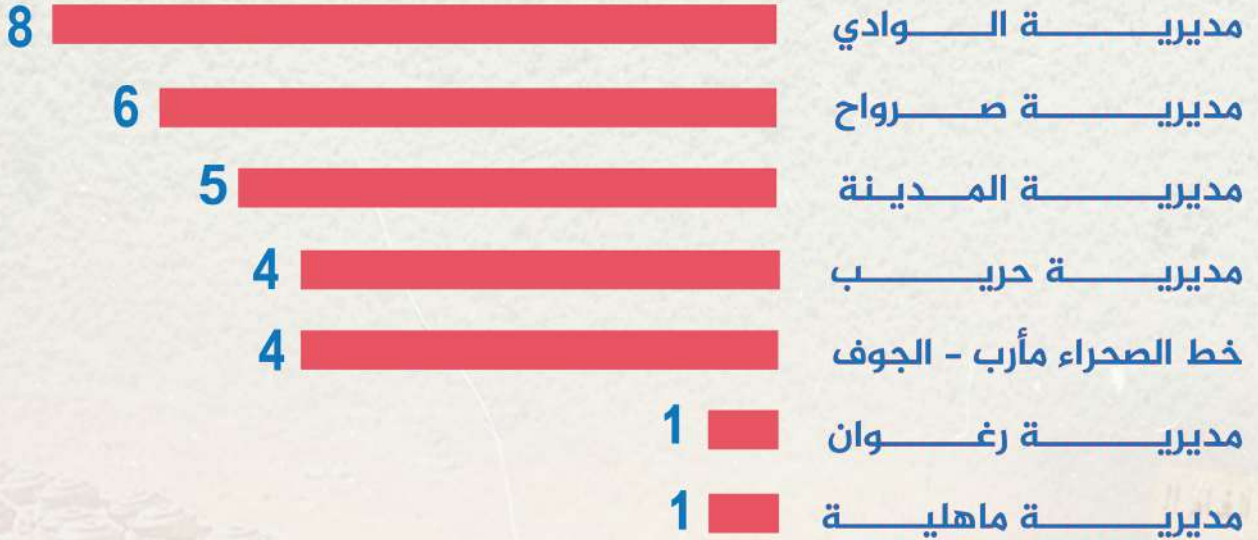 مديرية الوادي 8
مديرية صرواح 6
مديرية المدينة 5
مديرية حريب 4
خط الصحراء مأرب - الجوف 4
مديرية رغوان 1
مديرية ماهلية 1